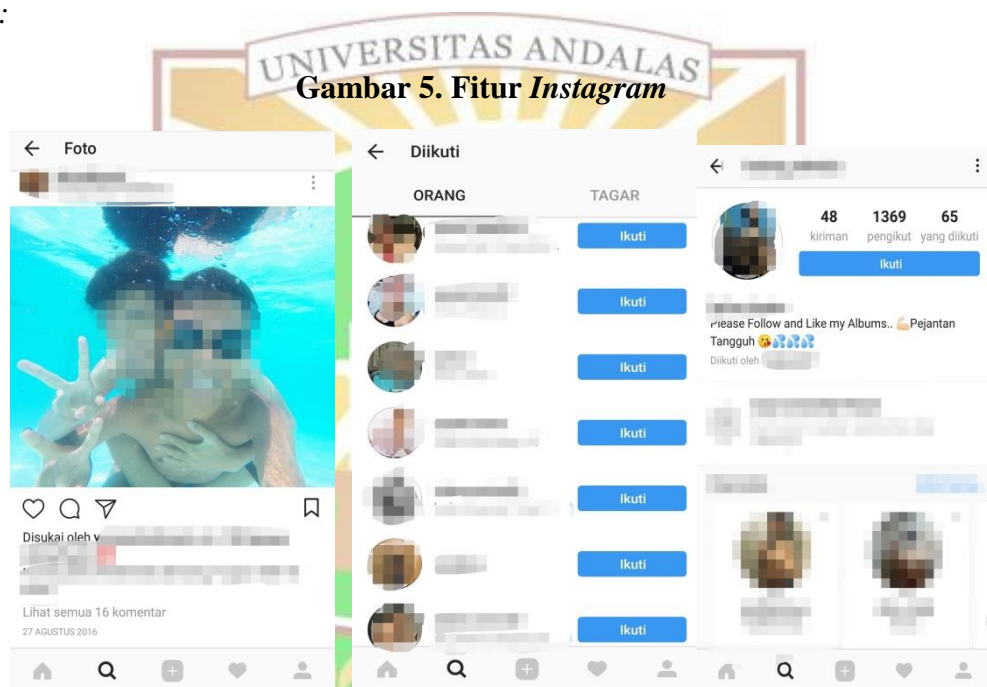 :
UNIVERSITAS ANDALAS
Gambar 5. Fitur Instagram
Foto
Disukai oleh
Lihat semua 16 komentar
27 AGUSTUS 2016
Diikuti
ORANG
TAGAR
Ikuti
Ikuti
Ikuti
Ikuti
Ikuti
Ikuti
Ikuti
48 1369 65
kiriman pengikut yang diikuti
Ikuti
Please Follow and Like my Albums.. 💪Pejantan
Tangguh 😘💦💦💦
Diikuti oleh